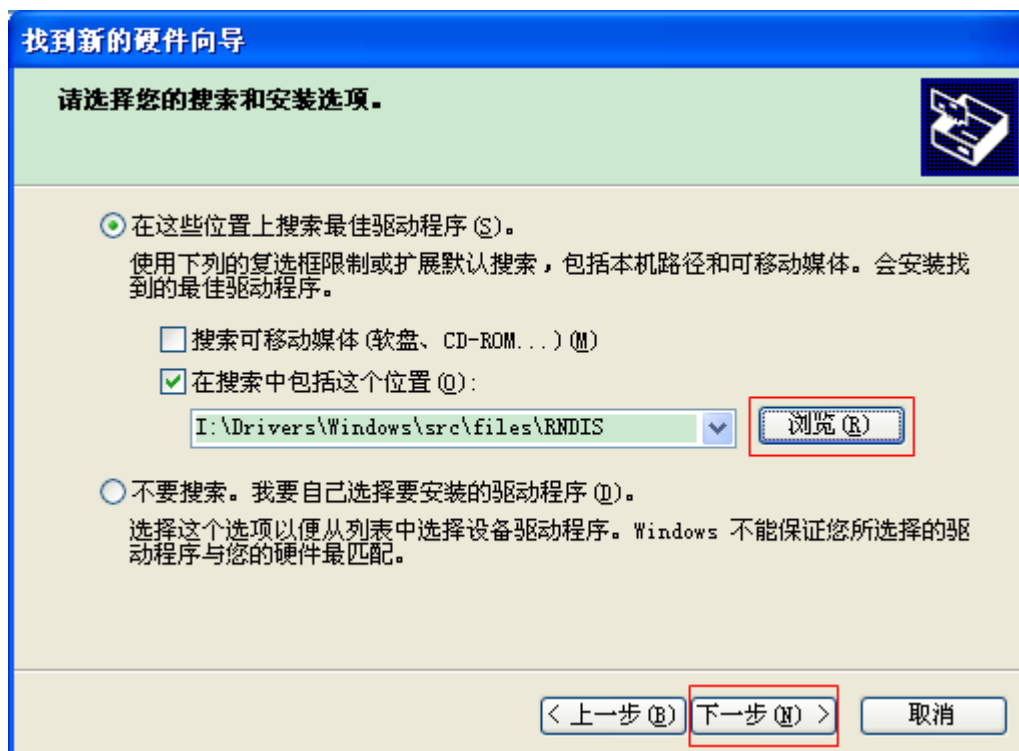 找到新的硬件向导
请选择您的搜索和安装选项。
在这些位置上搜索最佳驱动程序(S)。
使用下列的复选框限制或扩展默认搜索，包括本机路径和可移动媒体。会安装找
到的最佳驱动程序。
搜索可移动媒体(软盘、CD-ROM...)(M)
在搜索中包括这个位置(O):
I:\Drivers\Windows\src\files\RNDIS
浏览(R)
不要搜索。我要自己选择要安装的驱动程序(D)。
选择这个选项以便从列表中选择设备驱动程序。Windows 不能保证您所选择的驱
动程序与您的硬件最匹配。
< 上一步(B) 下一步(N) > 取消